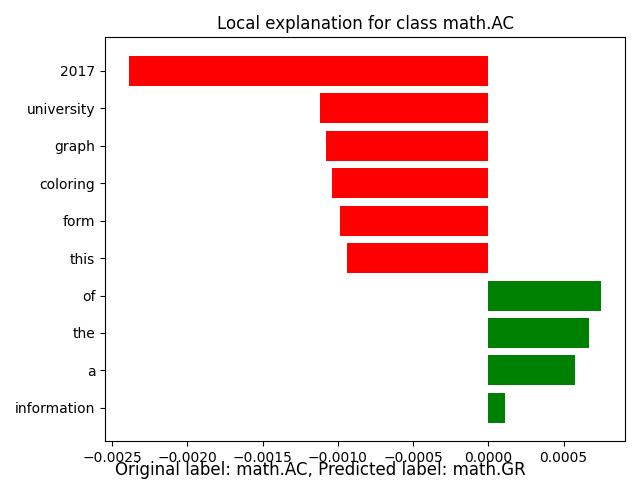 Local explanation for class math.AC
2017
university
graph
coloring
form
this
of
the
a
information
−0.0025 −0.0020 −0.0015 −0.0010 −0.0005 0.0000 0.0005
Original label: math.AC, Predicted label: math.GR